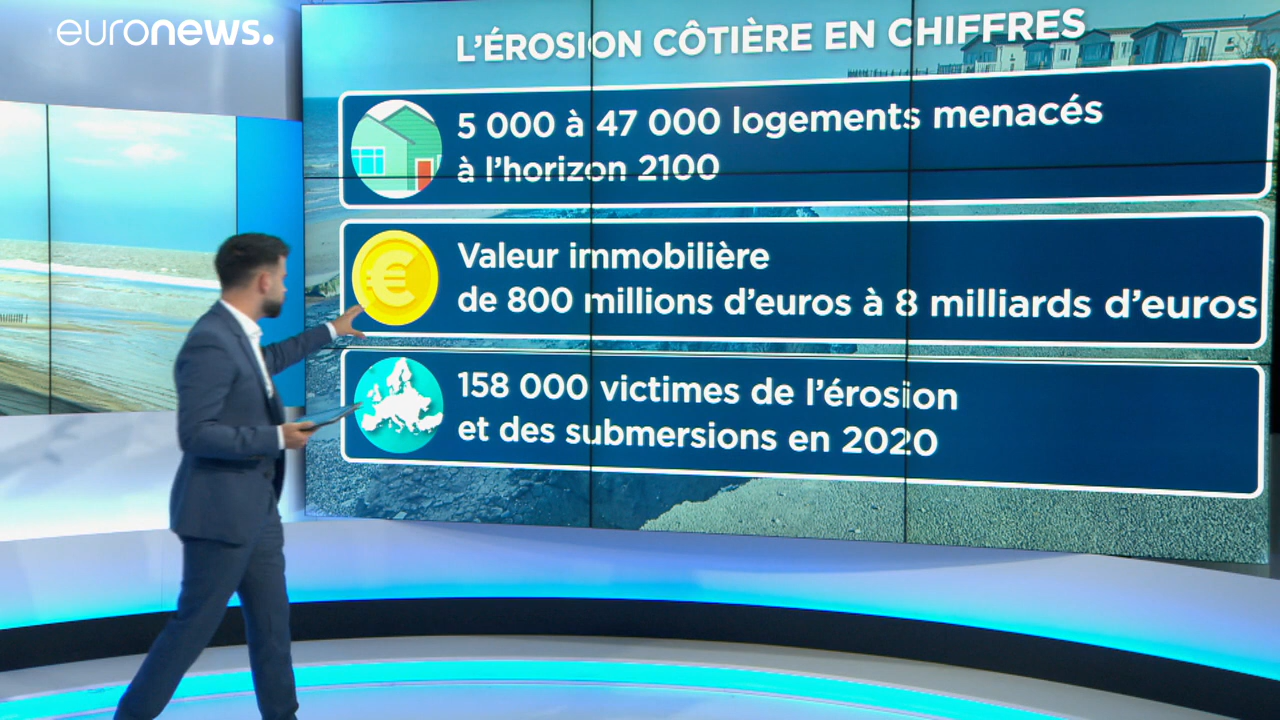 euronews.
L'ÉROSION CÔTIÈRE EN CHIFFRES
5 000 à 47 000 logements menacés
à l'horizon 2100
Valeur immobilière
de 800 millions d'euros à 8 milliards d'euros
158 000 victimes de l'érosion
et des submersions en 2020